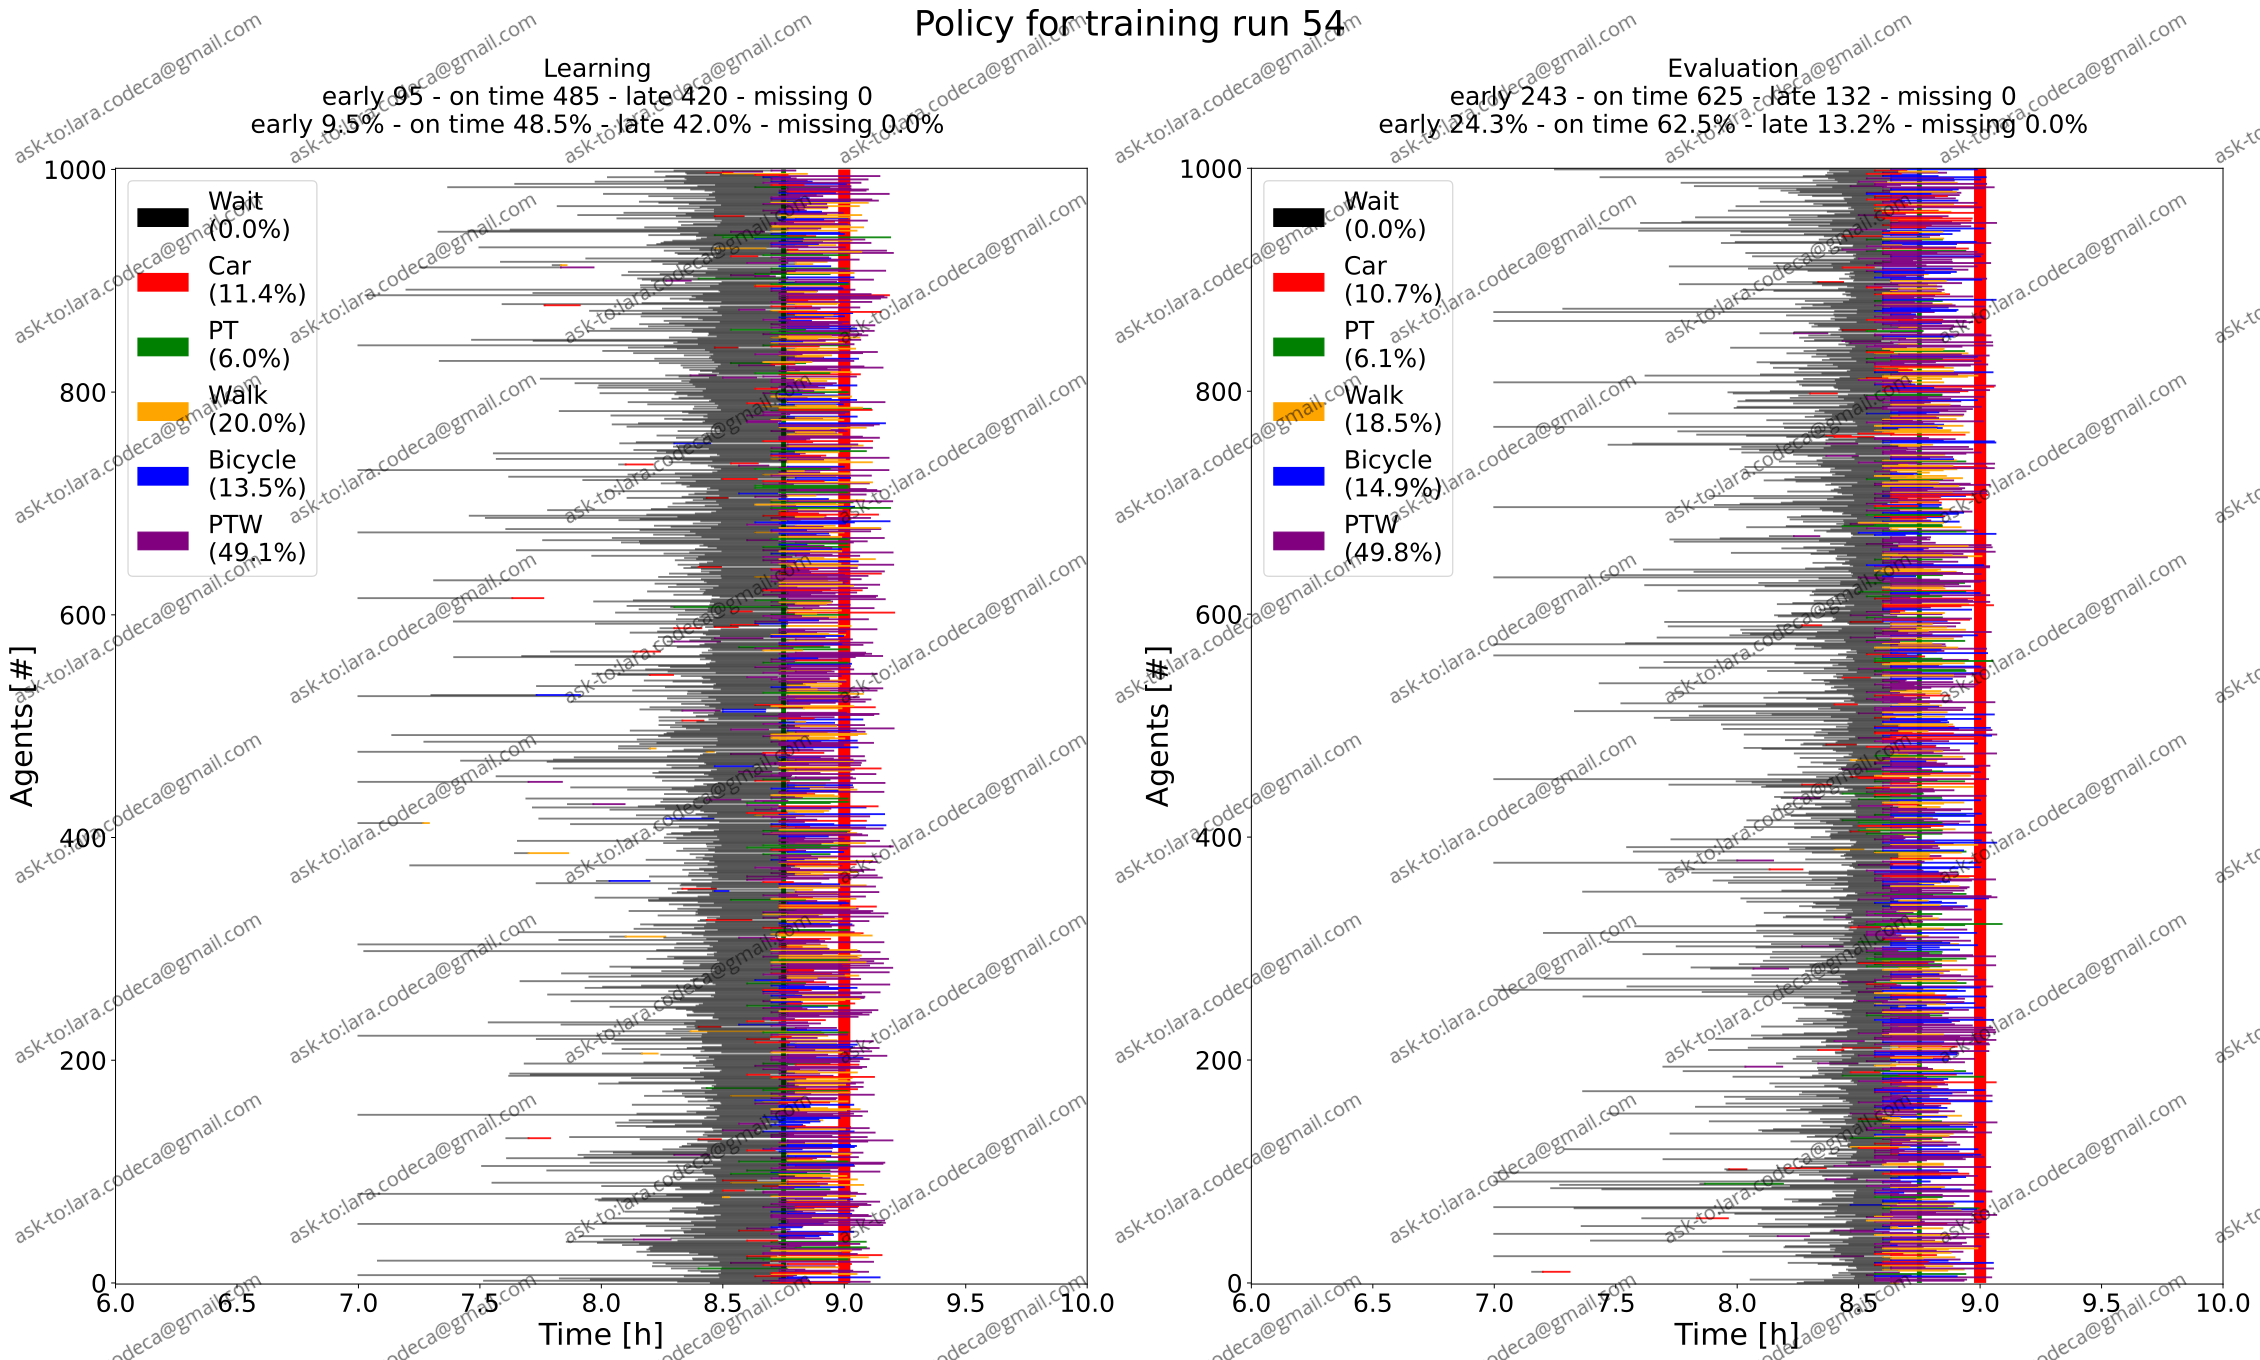 Policy for training run 54
Learning
early 95 - on time 485 - late 420 - missing 0
early 9.5% - on time 48.5% - late 42.0% - missing 0.0%
1000
800
600
400
200
0
Agents [#]
Wait
(0.0%)
Car
(11.4%)
PT
(6.0%)
Walk
(20.0%)
Bicycle
(13.5%)
PTW
(49.1%)
6.0 6.5 7.0 7.5 8.0 8.5 9.0 9.5 10.0
Time [h]
Evaluation
early 243 - on time 625 - late 132 - missing 0
early 24.3% - on time 62.5% - late 13.2% - missing 0.0%
1000
800
600
400
200
0
Agents [#]
Wait
(0.0%)
Car
(10.7%)
PT
(6.1%)
Walk
(18.5%)
Bicycle
(14.9%)
PTW
(49.8%)
6.0 6.5 7.0 7.5 8.0 8.5 9.0 9.5 10.0
Time [h]
ask-to:lara.codeca@gmail.com